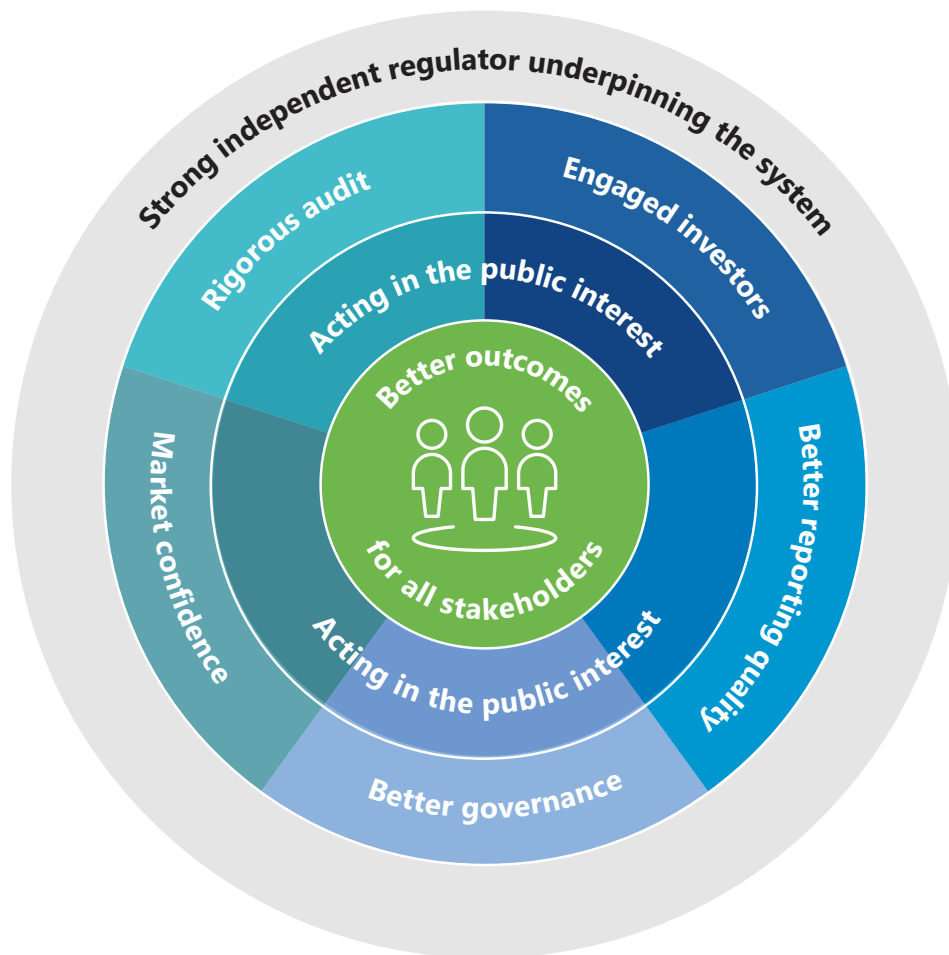 Strong independent regulator underpinning the system
Rigorous audit
Engaged investors
Acting in the public interest
Better outcomes
for all stakeholders
Market confidence
Better reporting quality
Acting in the public interest
Better governance